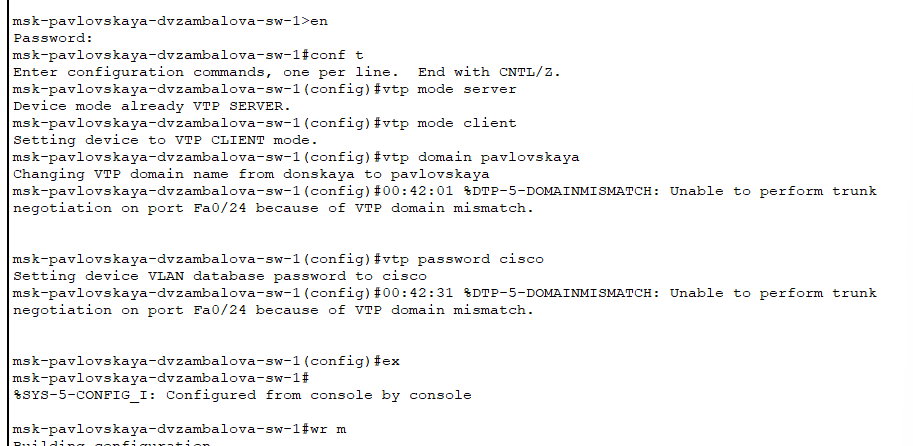 msk-pavlovskaya-dvzambalova-sw-1>en
Password:
msk-pavlovskaya-dvzambalova-sw-1#conf t
Enter configuration commands, one per line.  End with CNTL/Z.
msk-pavlovskaya-dvzambalova-sw-1(config)#vtp mode server
Device mode already VTP SERVER.
msk-pavlovskaya-dvzambalova-sw-1(config)#vtp mode client
Setting device to VTP CLIENT mode.
msk-pavlovskaya-dvzambalova-sw-1(config)#vtp domain pavlovskaya
Changing VTP domain name from donskaya to pavlovskaya
msk-pavlovskaya-dvzambalova-sw-1(config)#00:42:01 %DTP-5-DOMAINMISMATCH: Unable to perform trunk
negotiation on port Fa0/24 because of VTP domain mismatch.
msk-pavlovskaya-dvzambalova-sw-1(config)#vtp password cisco
Setting device VLAN database password to cisco
msk-pavlovskaya-dvzambalova-sw-1(config)#00:42:31 %DTP-5-DOMAINMISMATCH: Unable to perform trunk
negotiation on port Fa0/24 because of VTP domain mismatch.
msk-pavlovskaya-dvzambalova-sw-1(config)#ex
msk-pavlovskaya-dvzambalova-sw-1#
%SYS-5-CONFIG_I: Configured from console by console
msk-pavlovskaya-dvzambalova-sw-1#wr m
Building configuration